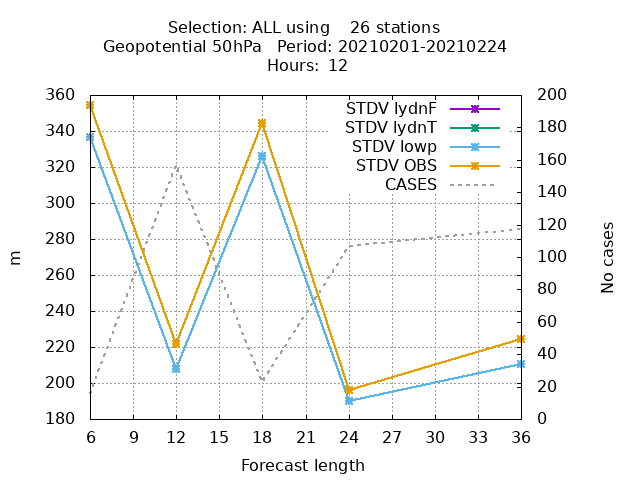 Selection: ALL using    26 stations
Geopotential 50hPa   Period: 20210201-20210224
Hours: 12
STDV lydnF
STDV lydnT
STDV lowp
STDV OBS
CASES
m
360
340
320
300
280
260
240
220
200
180
200
180
160
140
120
100
80
60
40
20
0
No cases
6 9 12 15 18 21 24 27 30 33 36
Forecast length